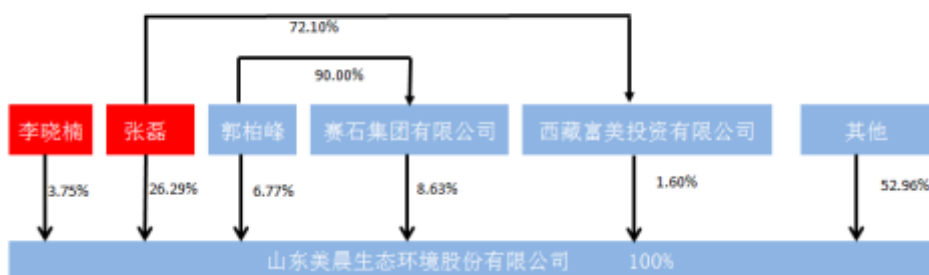 72.10%
90.00%
李晓楠 张磊 郭柏峰 赛石集团有限公司 西藏富美投资有限公司 其他
3.75% 26.29% 6.77% 8.63% 1.60% 52.96%
山东美晨生态环境股份有限公司 100%